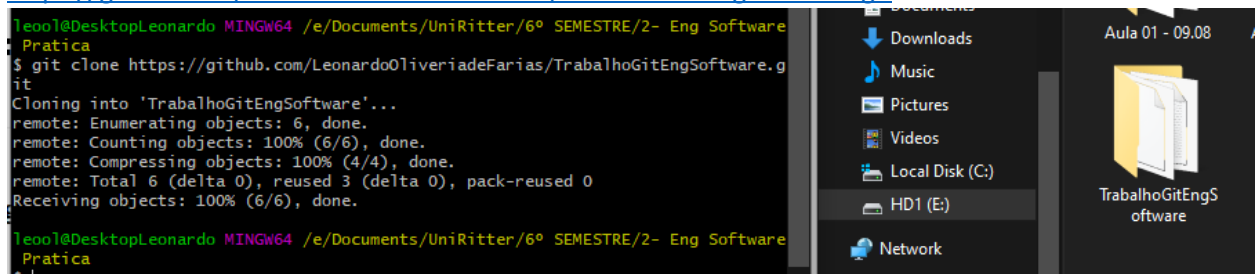 leool@DesktopLeonardo MINGW64 /e/Documents/UniRitter/6º SEMESTRE/2- Eng Software
Pratica
$ git clone https://github.com/LeonardoOliveriadeFarias/TrabalhoGitEngSoftware.g
it
Cloning into 'TrabalhoGitEngSoftware'...
remote: Enumerating objects: 6, done.
remote: Counting objects: 100% (6/6), done.
remote: Compressing objects: 100% (4/4), done.
remote: Total 6 (delta 0), reused 3 (delta 0), pack-reused 0
Receiving objects: 100% (6/6), done.
leool@DesktopLeonardo MINGW64 /e/Documents/UniRitter/6º SEMESTRE/2- Eng Software
Pratica
Documents
Downloads
Music
Pictures
Videos
Local Disk (C:)
HD1 (E:)
Network
Aula 01 - 09.08
TrabalhoGitEngS
oftware